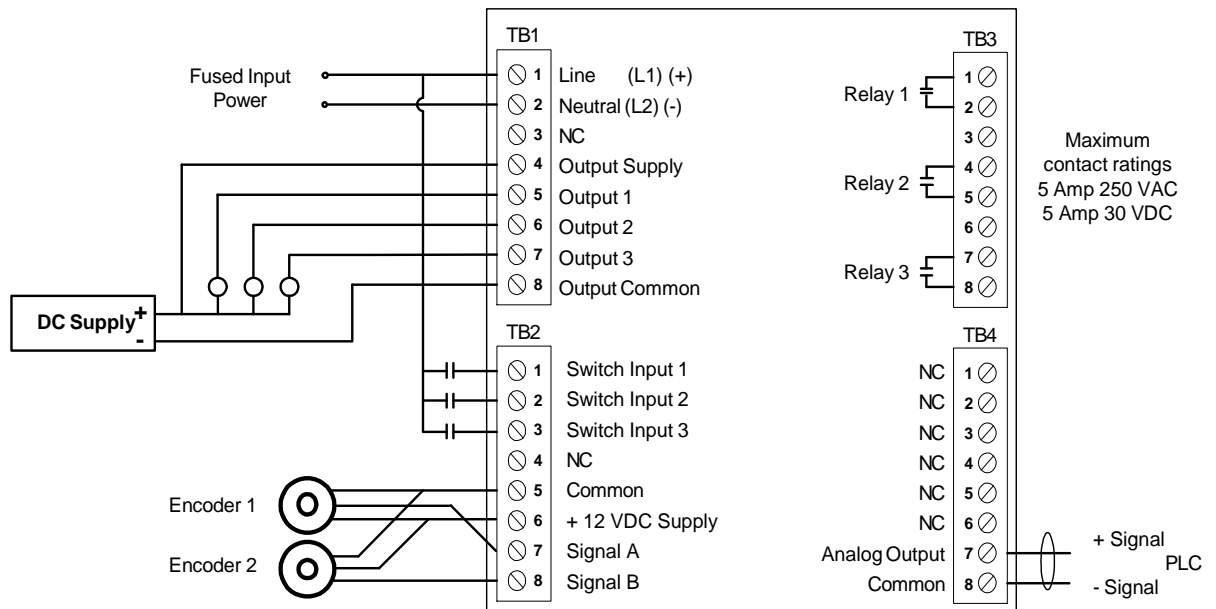 Fused Input
Power
DC Supply
+
-
Encoder 1
Encoder 2
TB1
1 Line (L1) (+)
2 Neutral (L2) (-)
3 NC
4 Output Supply
5 Output 1
6 Output 2
7 Output 3
8 Output Common
TB2
1 Switch Input 1
2 Switch Input 2
3 Switch Input 3
4 NC
5 Common
6 + 12 VDC Supply
7 Signal A
8 Signal B
TB3
Relay 1
1
2
3
Relay 2
4
5
6
Relay 3
7
8
Maximum
contact ratings
5 Amp 250 VAC
5 Amp 30 VDC
TB4
NC 1
NC 2
NC 3
NC 4
NC 5
NC 6
Analog Output 7
Common 8
+ Signal
PLC
- Signal